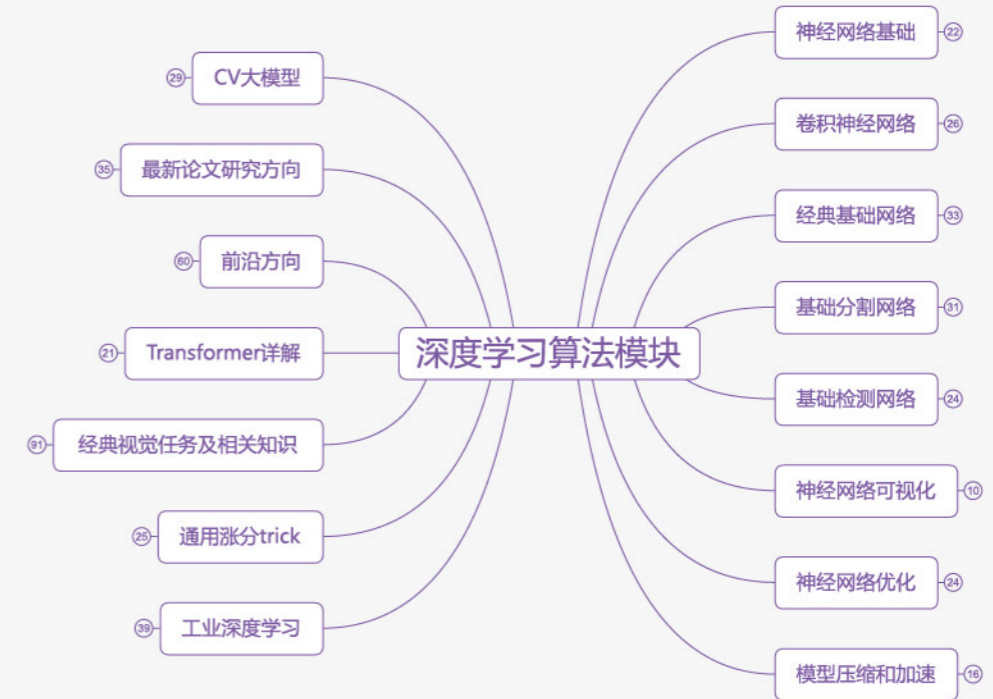 深度学习算法模块
神经网络基础 22
卷积神经网络 26
经典基础网络 33
基础分割网络 31
基础检测网络 24
神经网络可视化 10
神经网络优化 24
模型压缩和加速 16
29 CV大模型
35 最新论文研究方向
60 前沿方向
21 Transformer详解
91 经典视觉任务及相关知识
25 通用涨分trick
39 工业深度学习